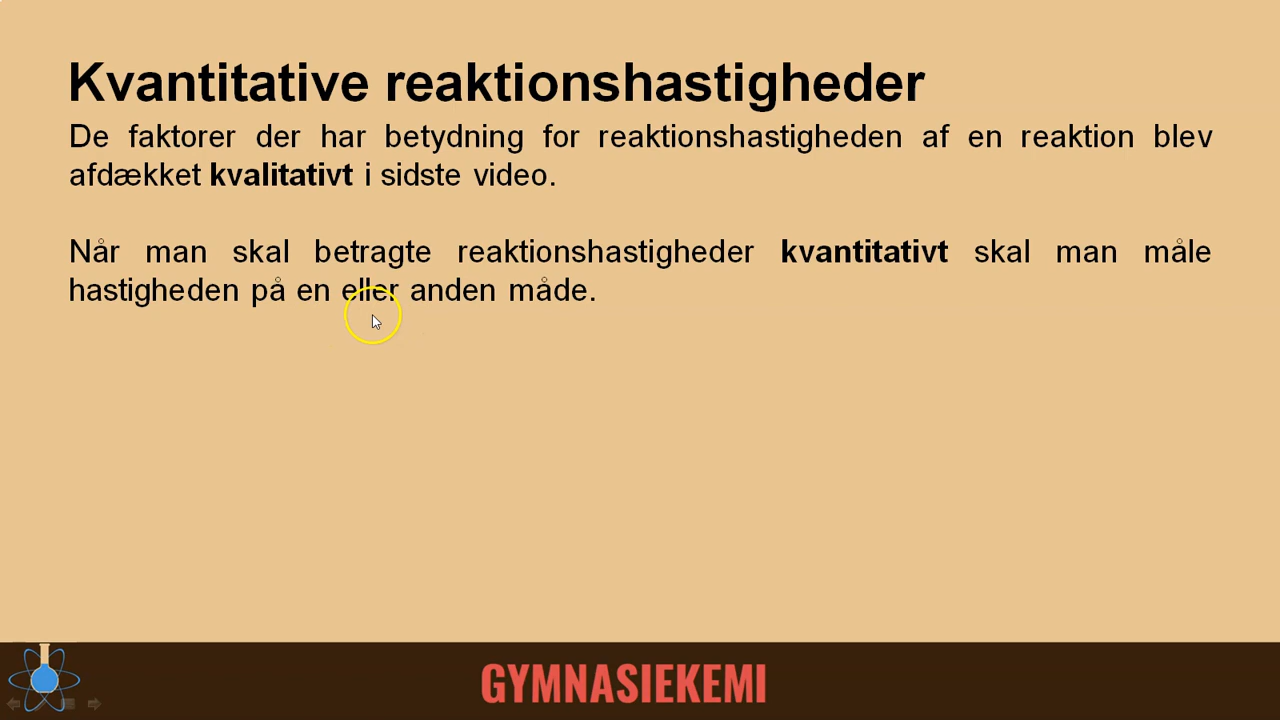 Kvantitative reaktionshastigheder
De faktorer der har betydning for reaktionshastigheden af en reaktion blev
afdækket kvalitativt i sidste video.
Når man skal betragte reaktionshastigheder kvantitativt skal man måle
hastigheden på en eller anden måde.
GYMNASIEKEMI